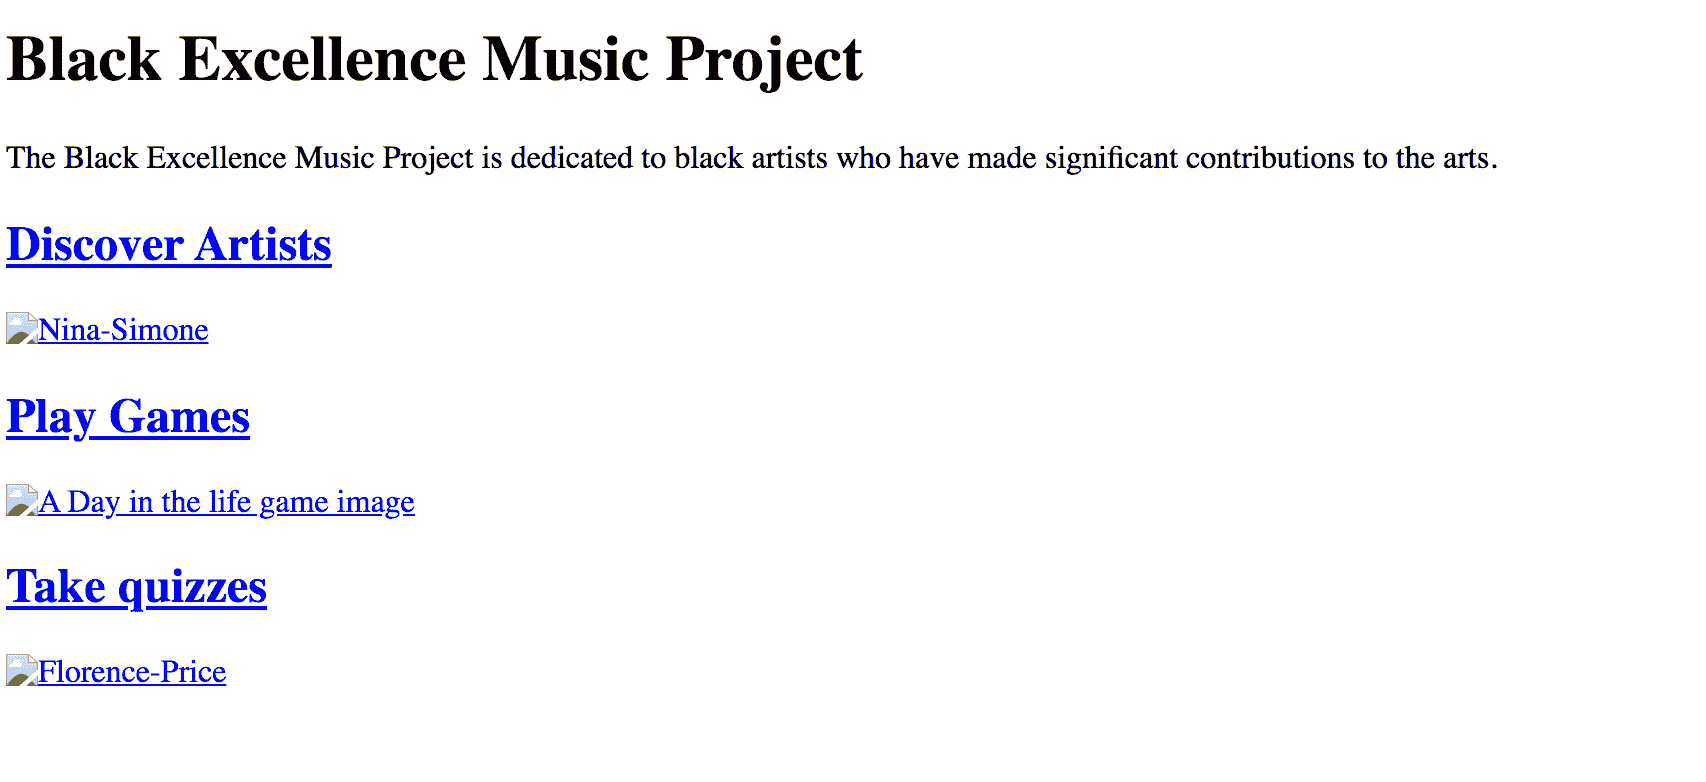 Black Excellence Music Project
The Black Excellence Music Project is dedicated to black artists who have made significant contributions to the arts.
Discover Artists
Nina-Simone
Play Games
A Day in the life game image
Take quizzes
Florence-Price